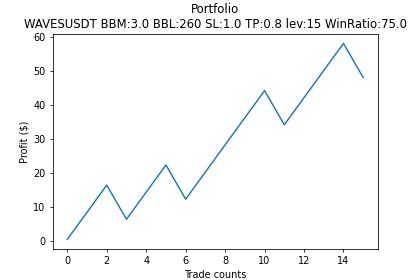 Portfolio
WAVESUSDT BBM:3.0 BBL:260 SL:1.0 TP:0.8 lev:15 WinRatio:75.0
60
50
40
30
20
10
0
Profit ($)
0 2 4 6 8 10 12 14
Trade counts